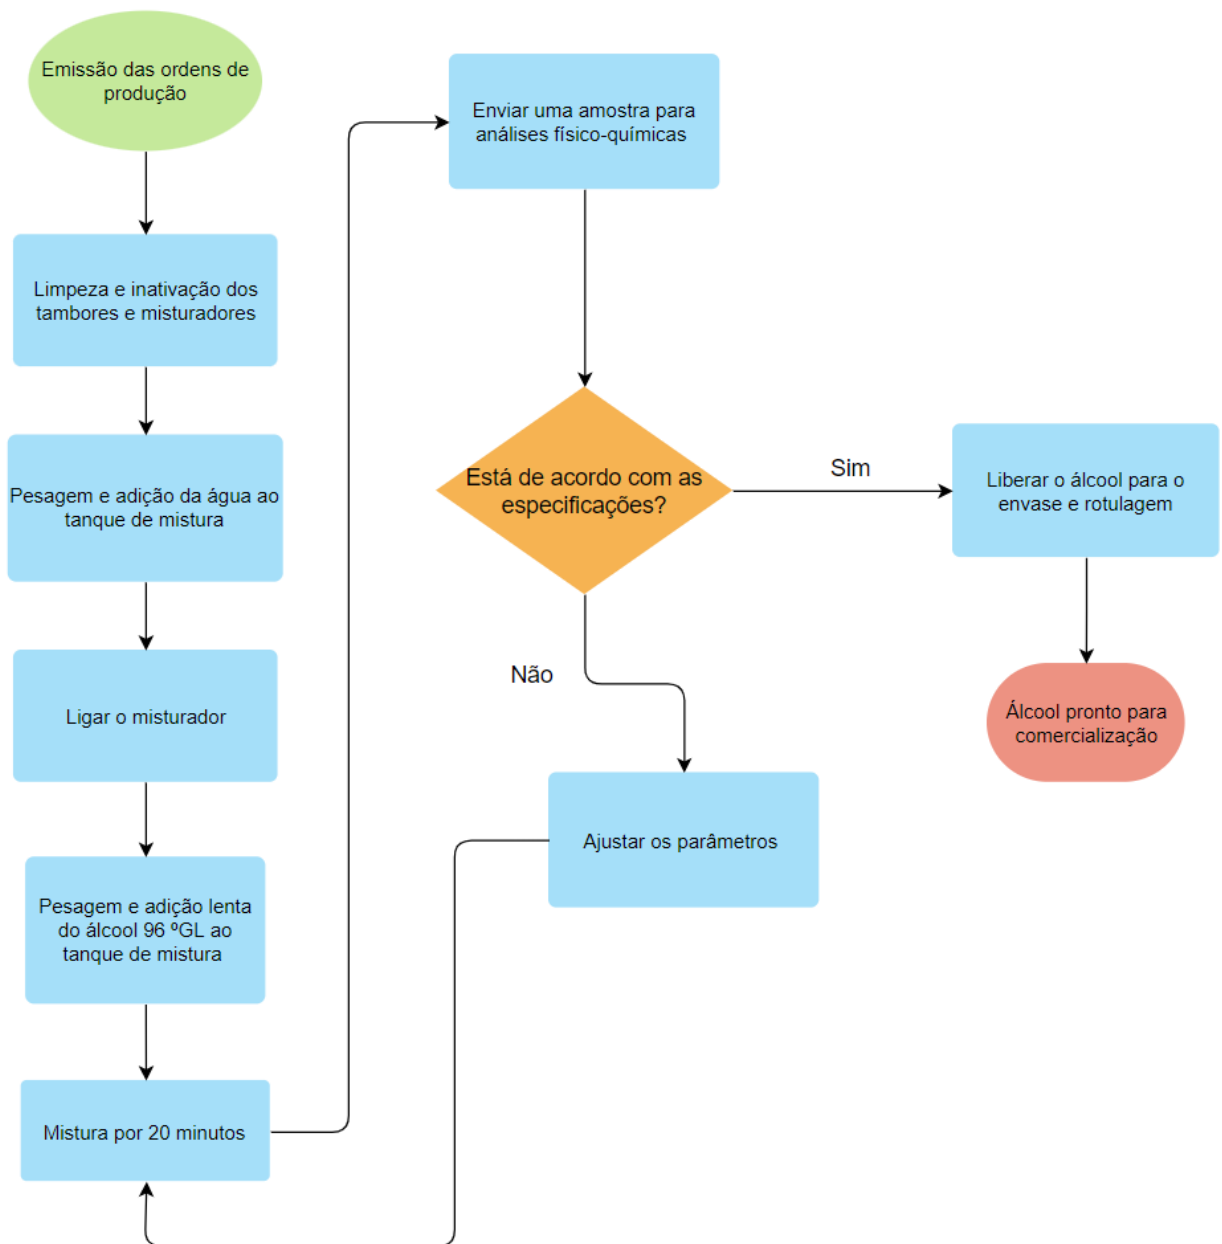 Emissão das ordens de
produção
Limpeza e inativação dos
tambores e misturadores
Pesagem e adição da água ao
tanque de mistura
Ligar o misturador
Pesagem e adição lenta
do álcool 96 ºGL ao
tanque de mistura
Mistura por 20 minutos
Enviar uma amostra para
análises físico-químicas
Está de acordo com as
especificações?
Sim
Liberar o álcool para o
envase e rotulagem
Álcool pronto para
comercialização
Não
Ajustar os parâmetros